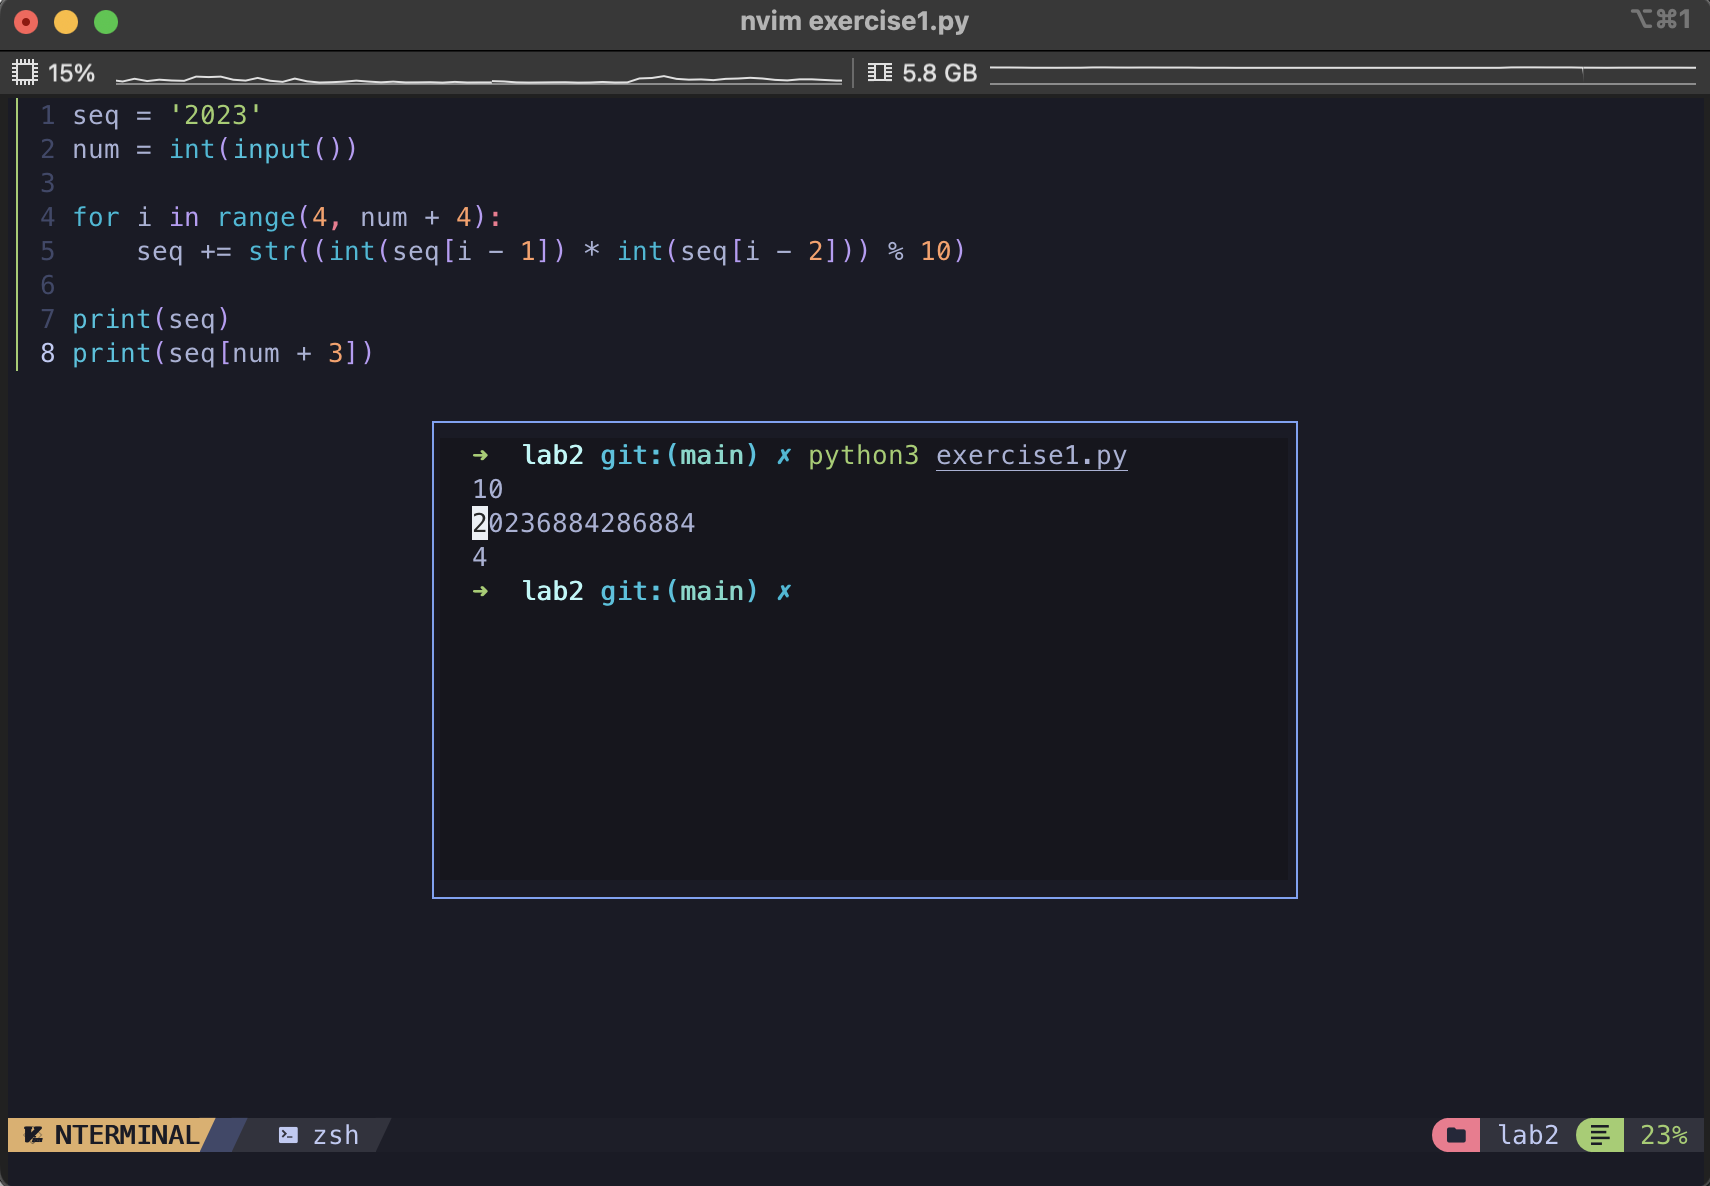 nvim exercise1.py
⌥⌘1
15%
5.8 GB
1 seq = '2023'
2 num = int(input())
3
4 for i in range(4, num + 4):
5     seq += str((int(seq[i - 1]) * int(seq[i - 2])) % 10)
6
7 print(seq)
8 print(seq[num + 3])
➜  lab2 git:(main) ✗ python3 exercise1.py
10
20236884286884
4
➜  lab2 git:(main) ✗
NTERMINAL
zsh
lab2
23%